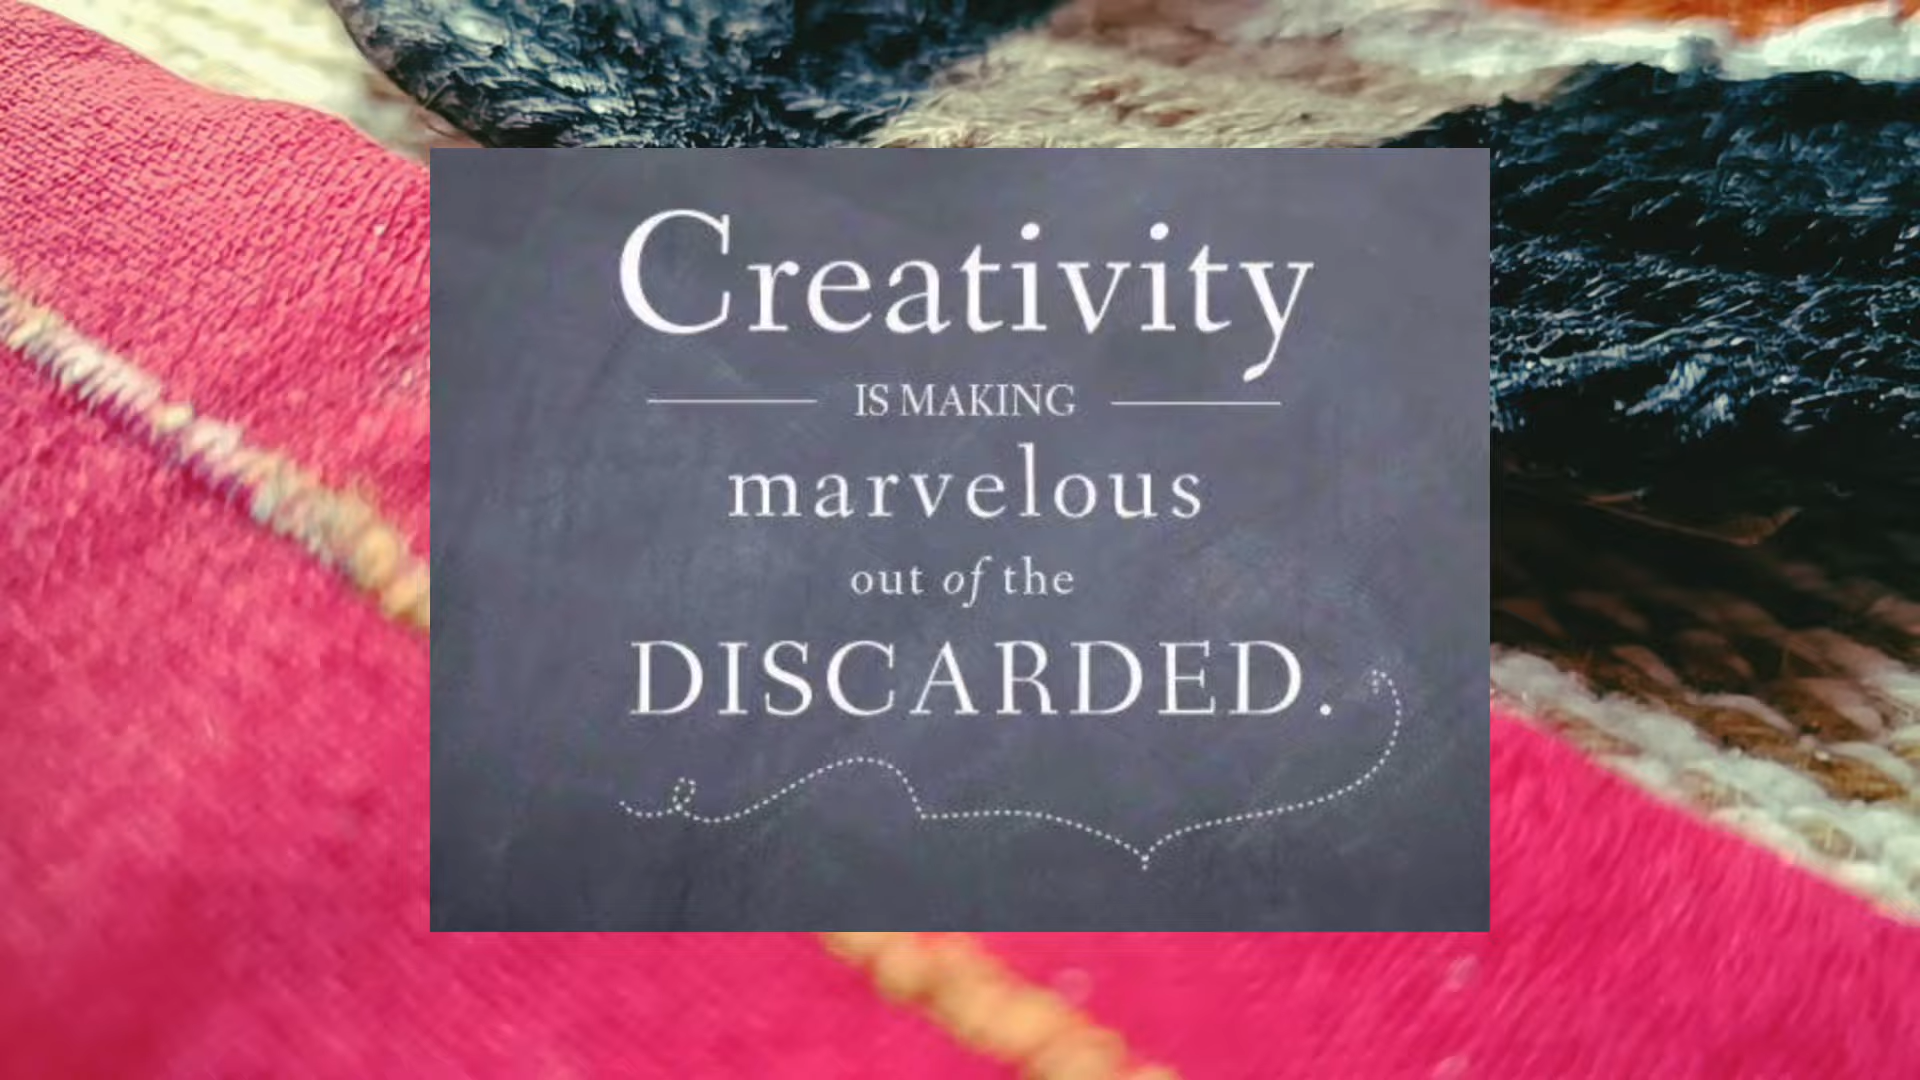 Creativity
IS MAKING
marvelous
out of the
DISCARDED.